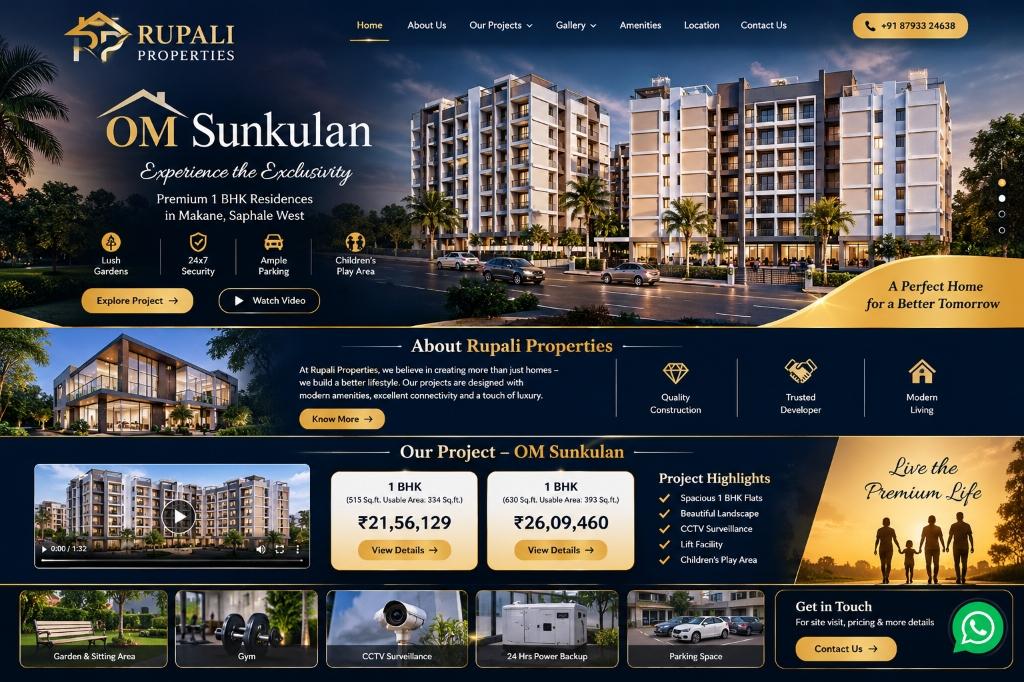 RUPALI
PROPERTIES
Home
About Us
Our Projects
Gallery
Amenities
Location
Contact Us
+91 87933 24638
OM Sunkulan
Experience the Exclusivity
Premium 1 BHK Residences
in Makane, Saphale West
Lush
Gardens
24x7
Security
Ample
Parking
Children's
Play Area
Explore Project →
Watch Video
A Perfect Home
for a Better Tomorrow
About Rupali Properties
At Rupali Properties, we believe in creating more than just homes –
we build a better lifestyle. Our projects are designed with
modern amenities, excellent connectivity and a touch of luxury.
Know More →
Quality
Construction
Trusted
Developer
Modern
Living
Our Project – OM Sunkulan
0:00 / 1:32
1 BHK
(515 Sq.ft. Usable Area: 334 Sq.ft.)
₹21,56,129
View Details →
1 BHK
(630 Sq.ft. Usable Area: 393 Sq.ft.)
₹26,09,460
View Details →
Project Highlights
Spacious 1 BHK Flats
Beautiful Landscape
CCTV Surveillance
Lift Facility
Children's Play Area
Live the
Premium Life
Garden & Sitting Area
Gym
CCTV Surveillance
24 Hrs Power Backup
Parking Space
Get in Touch
For site visit, pricing & more details
Contact Us →